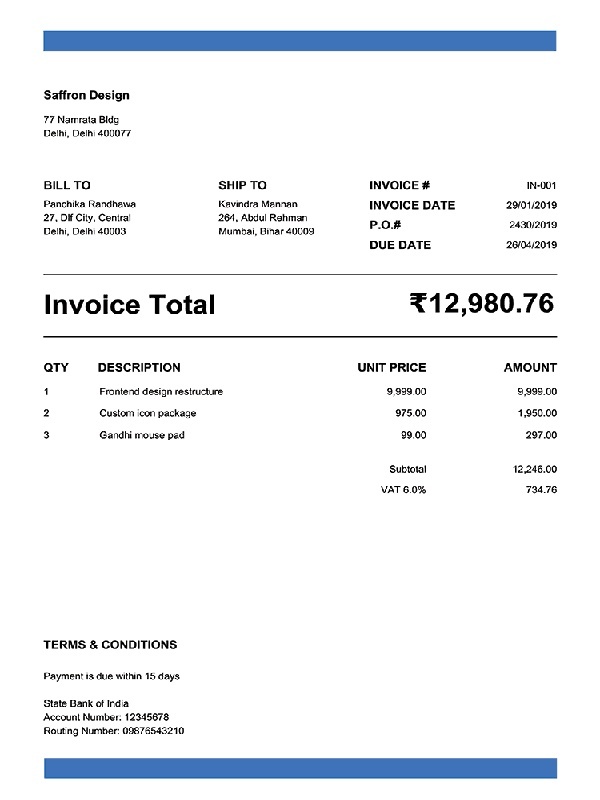 Saffron Design
77 Namrata Bldg
Delhi, Delhi 400077
BILL TO
Panchika Randhawa
27, Dlf City, Central
Delhi, Delhi 40003
SHIP TO
Kavindra Mannan
264, Abdul Rahman
Mumbai, Bihar 40009
INVOICE # IN-001
INVOICE DATE 29/01/2019
P.O.# 2430/2019
DUE DATE 26/04/2019
Invoice Total ₹12,980.76
QTY DESCRIPTION UNIT PRICE AMOUNT
1 Frontend design restructure 9,999.00 9,999.00
2 Custom icon package 975.00 1,950.00
3 Gandhi mouse pad 99.00 297.00
Subtotal 12,246.00
VAT 6.0% 734.76
TERMS & CONDITIONS
Payment is due within 15 days
State Bank of India
Account Number: 12345678
Routing Number: 09876543210